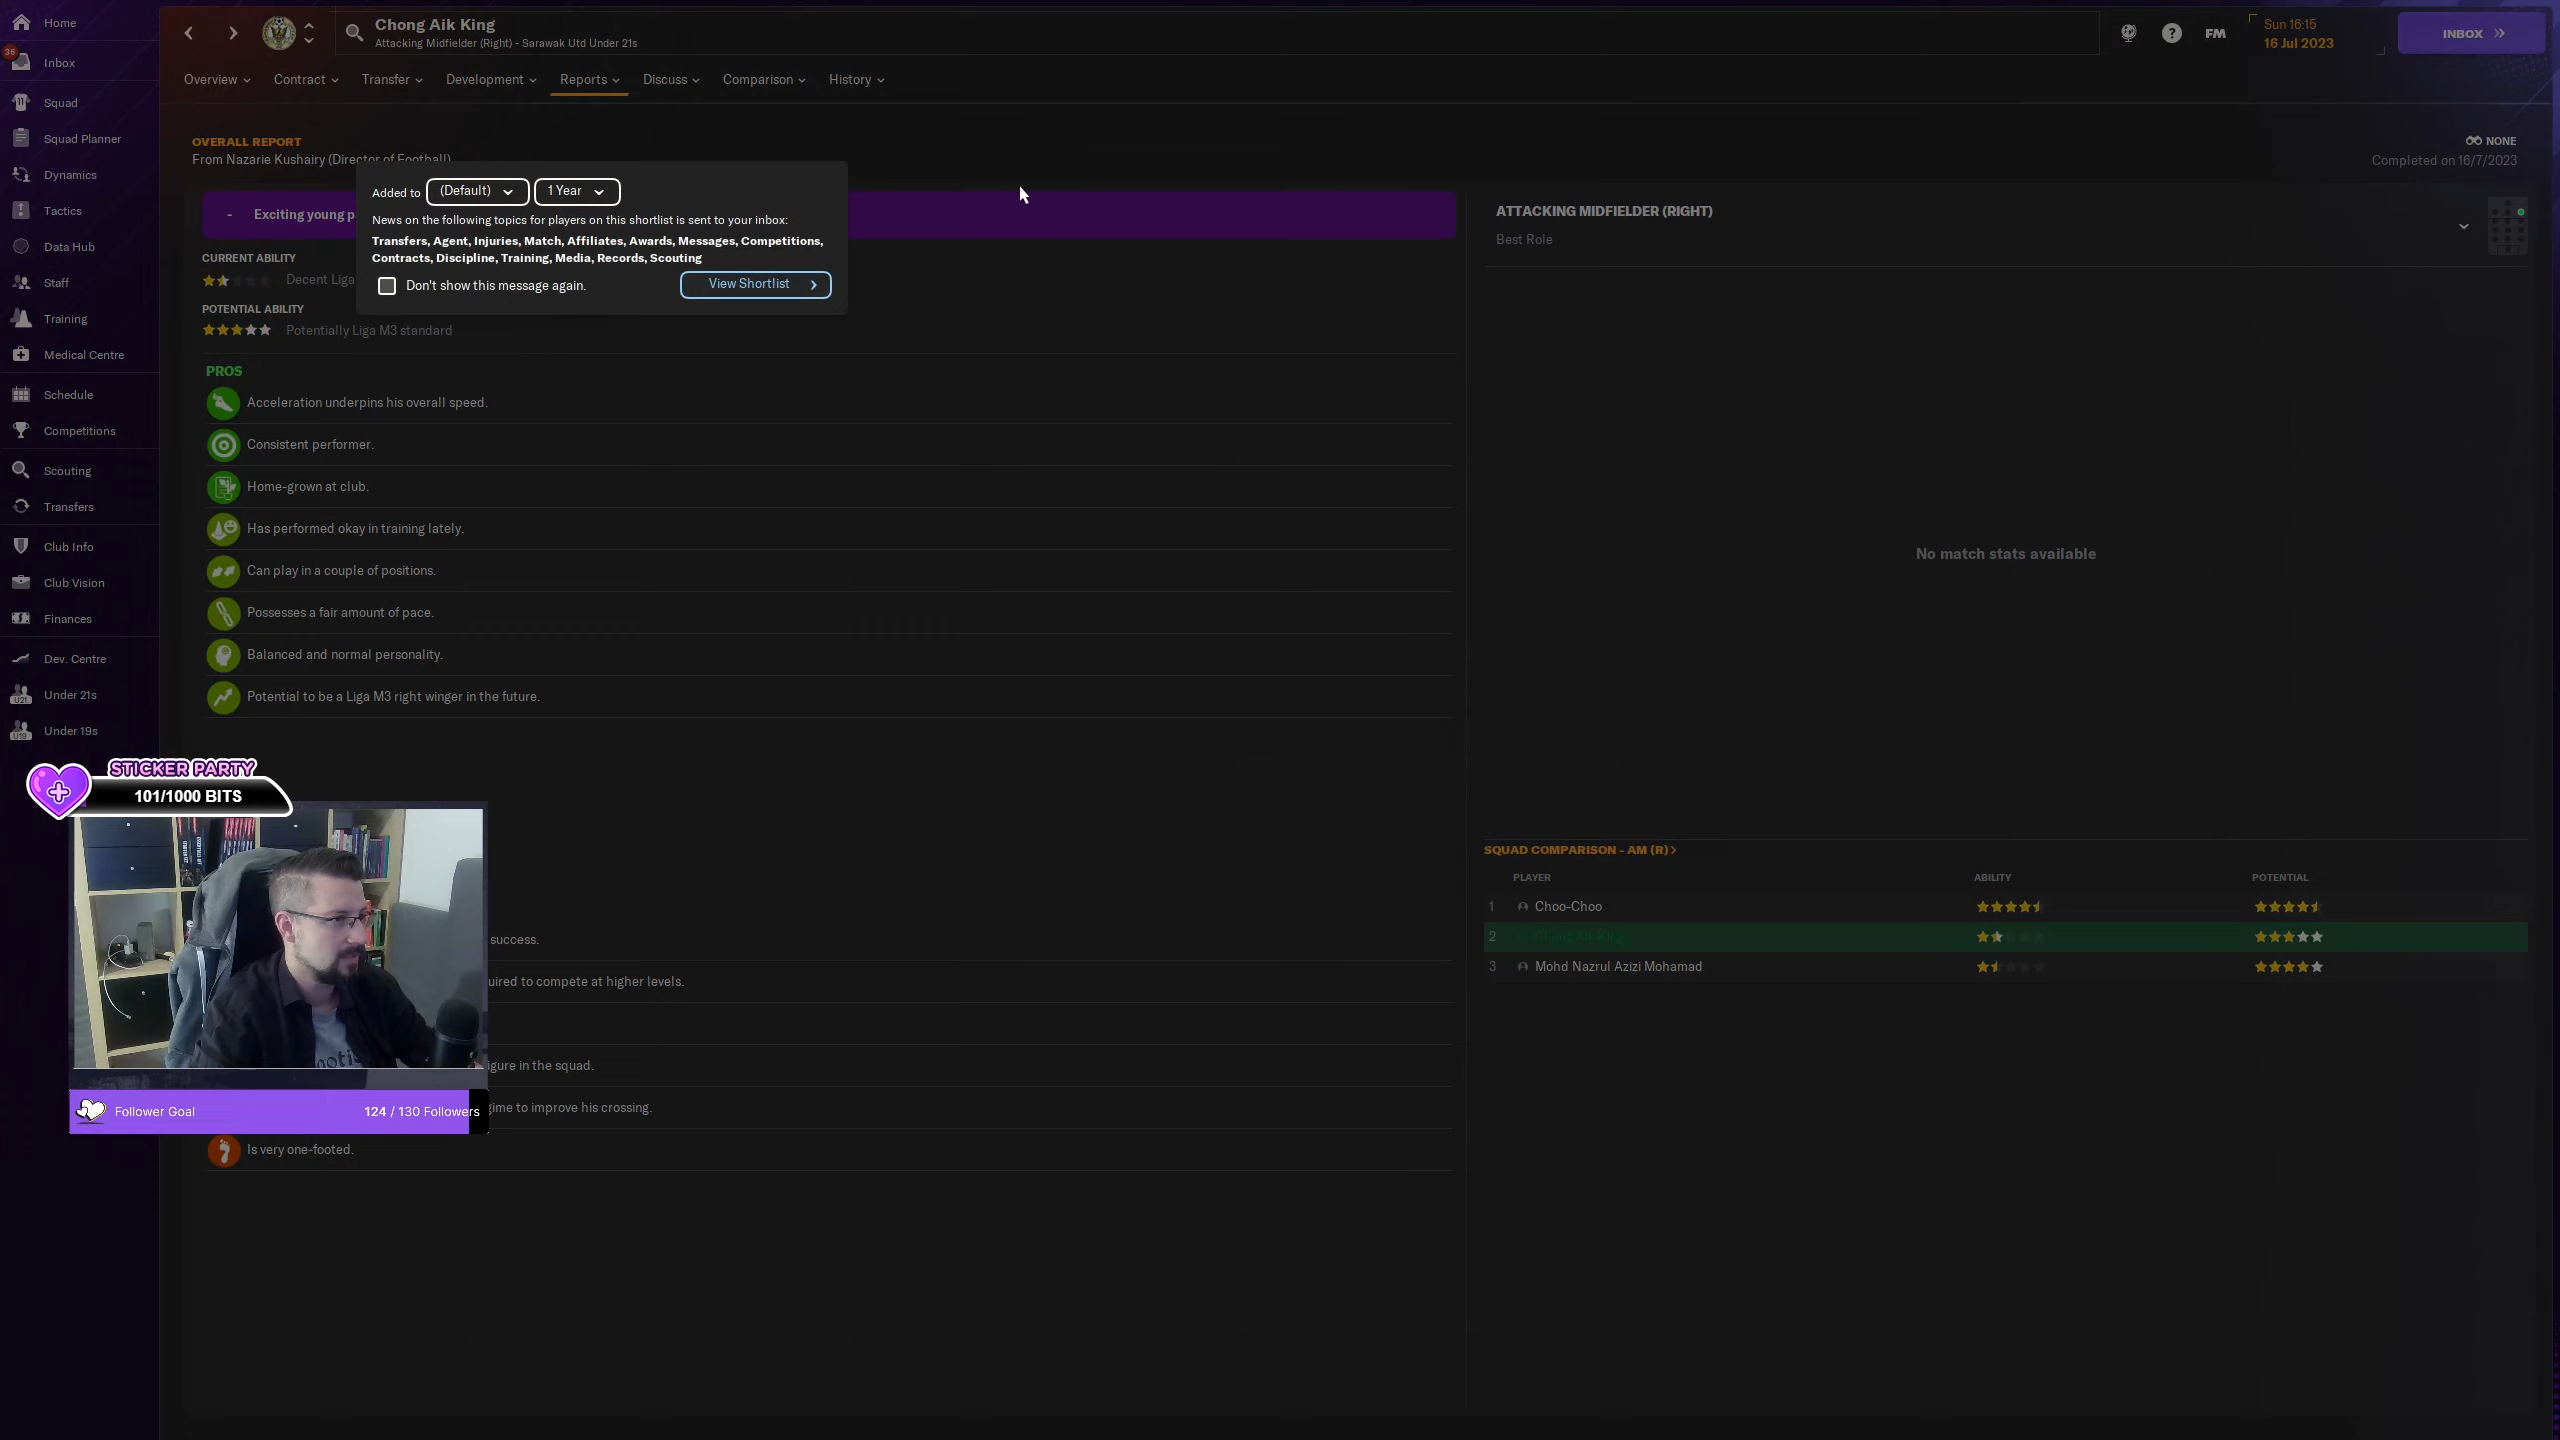 Home
36
Inbox
Squad
Squad Planner
Dynamics
Tactics
Data Hub
Staff
Training
Medical Centre
Schedule
Competitions
Scouting
Transfers
Club Info
Club Vision
Finances
Dev. Centre
U21
Under 21s
U19
Under 19s
Chong Aik King
Attacking Midfielder (Right) - Sarawak Utd Under 21s
FM
Sun 16:15
16 Jul 2023
INBOX
Overview
Contract
Transfer
Development
Reports
Discuss
Comparison
History
OVERALL REPORT
From Nazarie Kushairy (Director of Football)
NONE
Completed on 16/7/2023
Added to (Default) 1 Year
News on the following topics for players on this shortlist is sent to your inbox:
Transfers, Agent, Injuries, Match, Affiliates, Awards, Messages, Competitions,
Contracts, Discipline, Training, Media, Records, Scouting
Don't show this message again.
View Shortlist
- Exciting young p
CURRENT ABILITY
Decent Liga
POTENTIAL ABILITY
Potentially Liga M3 standard
PROS
Acceleration underpins his overall speed.
Consistent performer.
Home-grown at club.
Has performed okay in training lately.
Can play in a couple of positions.
Possesses a fair amount of pace.
Balanced and normal personality.
Potential to be a Liga M3 right winger in the future.
success.
uired to compete at higher levels.
igure in the squad.
gime to improve his crossing.
Is very one-footed.
ATTACKING MIDFIELDER (RIGHT)
Best Role
No match stats available
SQUAD COMPARISON - AM (R)
PLAYER ABILITY POTENTIAL
1 Choo-Choo
2 Chong Aik King
3 Mohd Nazrul Azizi Mohamad
STICKER PARTY
101/1000 BITS
Follower Goal 124 / 130 Followers